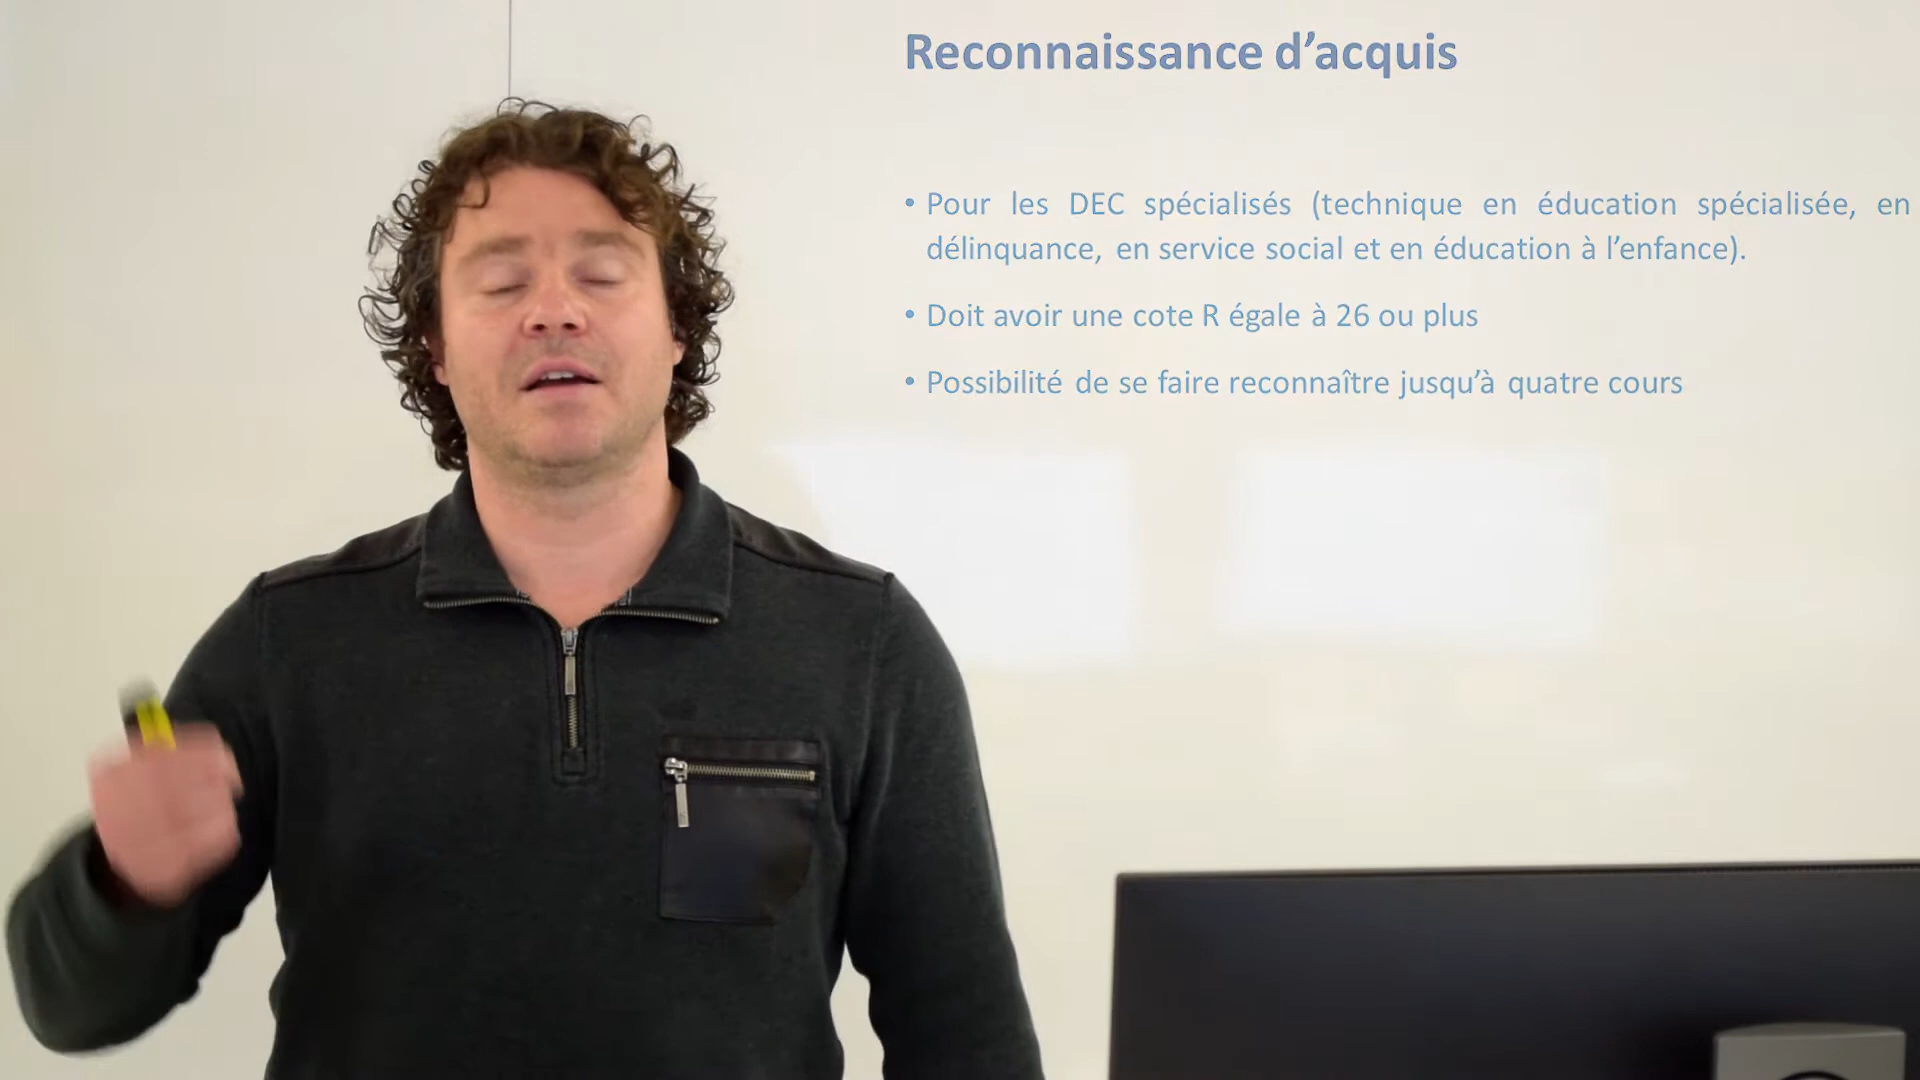 Reconnaissance d’acquis
• Pour les DEC spécialisés (technique en éducation spécialisée, en
délinquance, en service social et en éducation à l’enfance).
• Doit avoir une cote R égale à 26 ou plus
• Possibilité de se faire reconnaître jusqu’à quatre cours